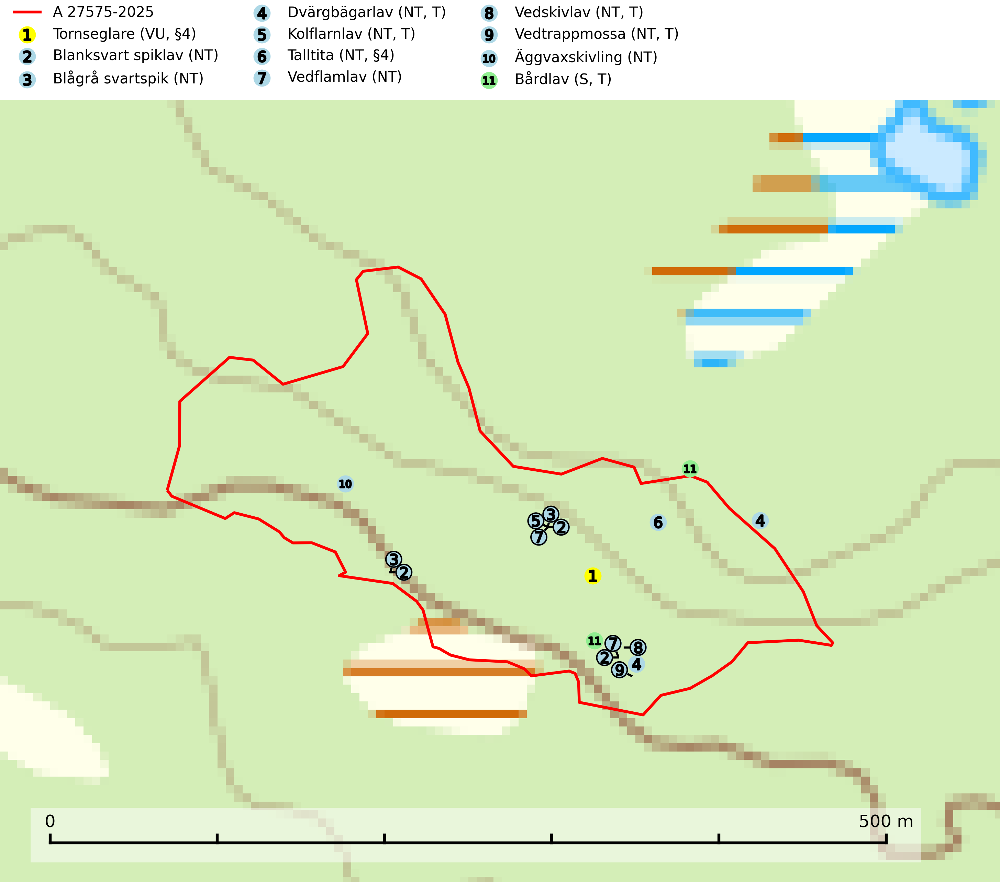 A 27575-2025
1 Tornseglare (VU, §4)
2 Blanksvart spiklav (NT)
3 Blågrå svartspik (NT)
4 Dvärgbägarlav (NT, T)
5 Kolflarnlav (NT, T)
6 Talltita (NT, §4)
7 Vedflamlav (NT)
8 Vedskivlav (NT, T)
9 Vedtrappmossa (NT, T)
10 Äggvaxskivling (NT)
11 Bårdlav (S, T)
11
10
3
5
2
7
6
4
3
2
1
11
7
8
2
4
9
0
500 m